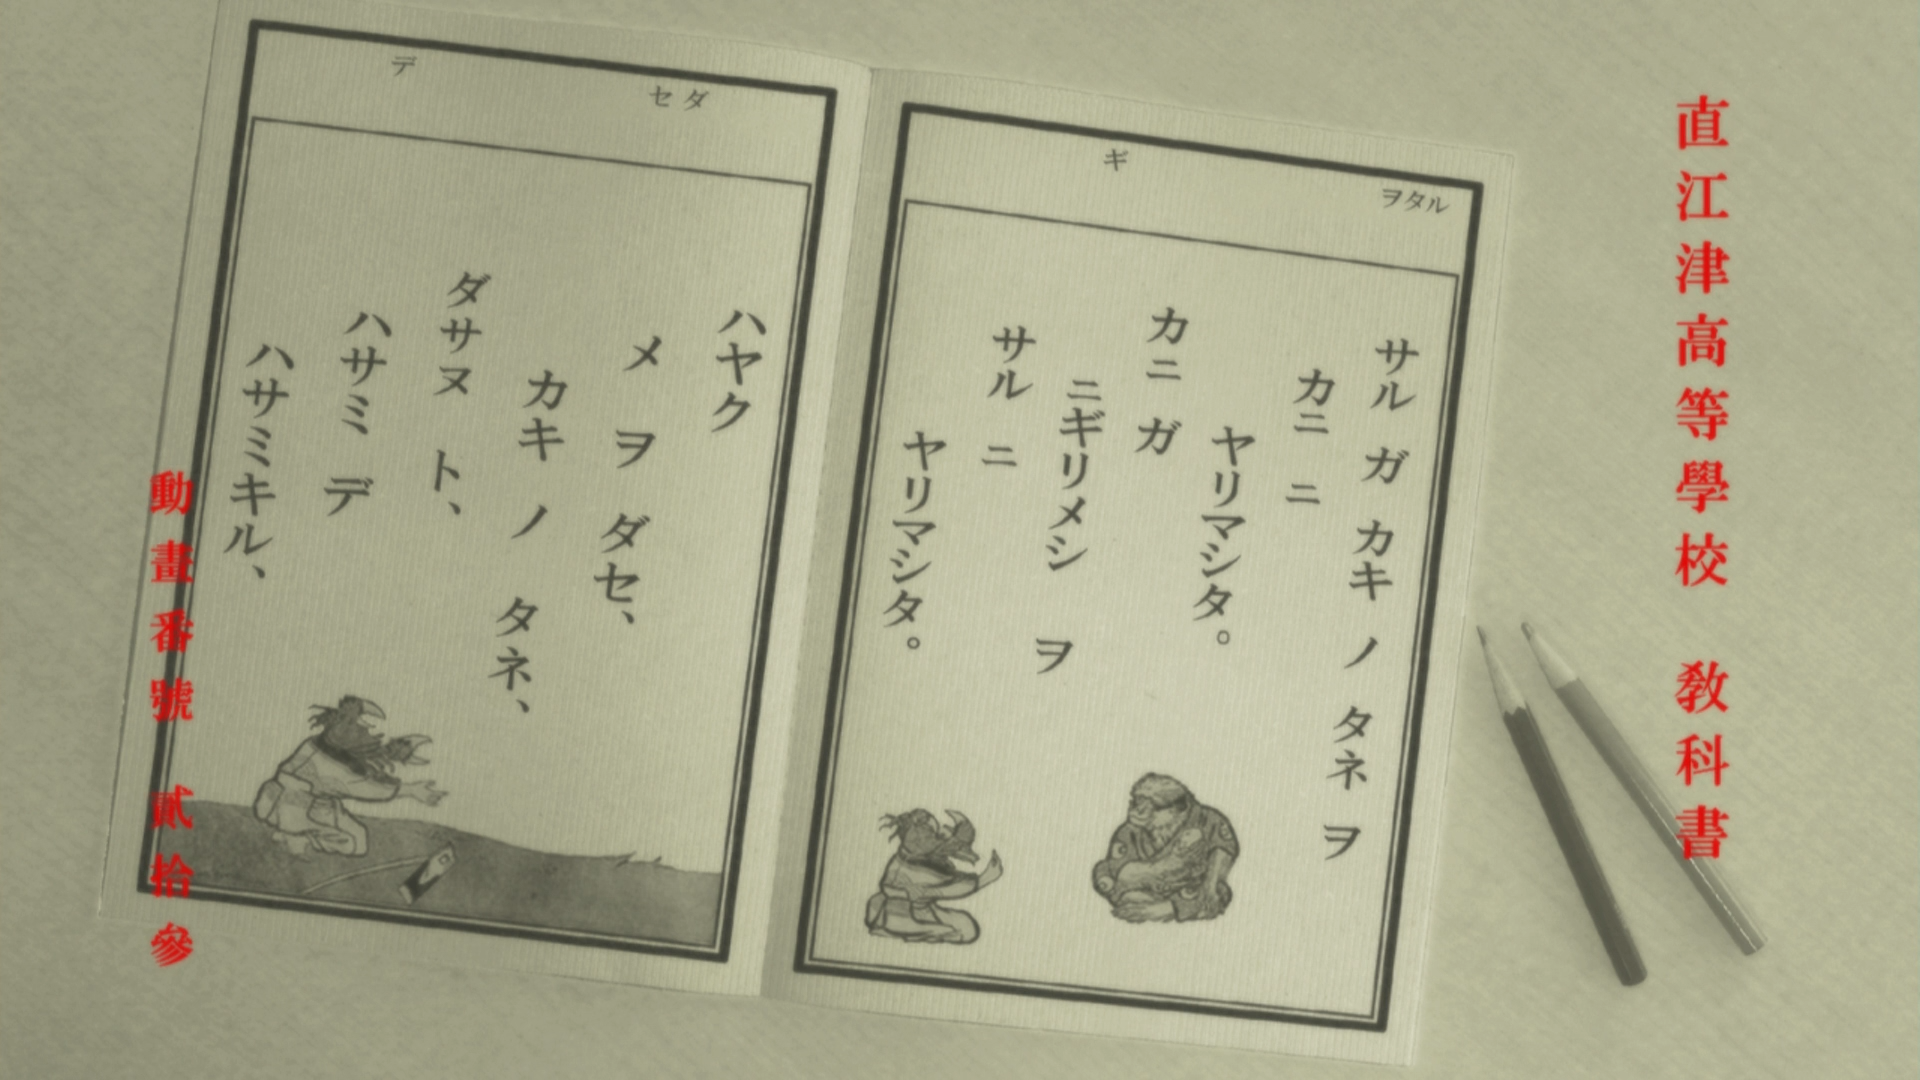 直江津高等學校 教科書
ヲタル
ギ
サル ガ カキ ノ タネ ヲ
カニ ニ
ヤリマシタ。
カニ ガ
ニギリメシ ヲ
サル ニ
ヤリマシタ。
セダ
デ
ハヤク
メ ヲ ダセ、
カキ ノ タネ、
ダサヌ ト、
ハサミ デ
ハサミキル、
動畫番號 貳拾參